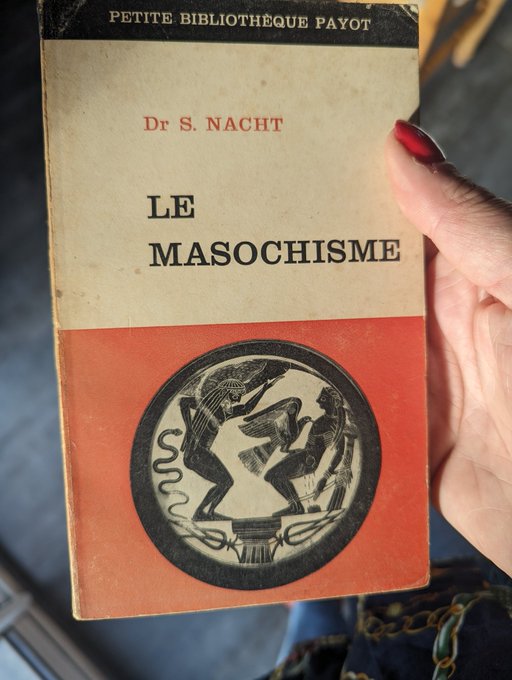 PETITE BIBLIOTHÈQUE PAYOT
Dr S. NACHT
LE
MASOCHISME